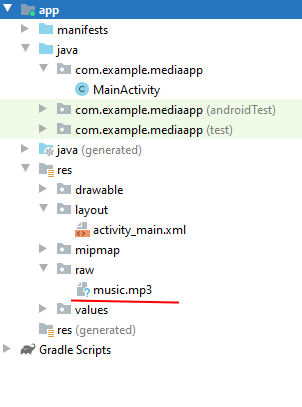 app
manifests
java
com.example.mediaapp
MainActivity
com.example.mediaapp (androidTest)
com.example.mediaapp (test)
java (generated)
res
drawable
layout
activity_main.xml
mipmap
raw
music.mp3
values
res (generated)
Gradle Scripts